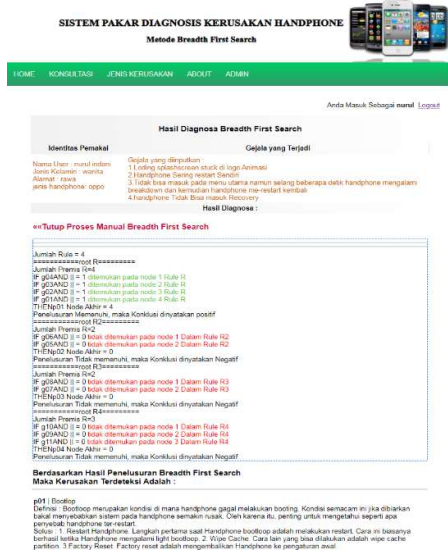 SISTEM PAKAR DIAGNOSIS KERUSAKAN HANDPHONE
Metode Breadth First Search
HOME KONSULTASI JENIS KERUSAKAN ABOUT ADMIN
Anda Masuk Sebagai nurul Logout
Hasil Diagnosa Breadth First Search
Identitas Pemakai
Gejala yang Terjadi
Nama User : nurul indani
Jenis Kelamin : wanita
Alamat : rawa
jenis handphone: oppo
Gejala yang diinputkan :
1.Loding splashscreen stuck di logo Animasi
2.Handphone Sering restart Sendiri
3.Tidak bisa masuk pada menu utama namun selang beberapa detik handphone mengalami
breakdown dan kemudian handphone me-restart kembali
4.handphone Tidak Bisa masuk Recovery
Hasil Diagnosa :
««Tutup Proses Manual Breadth First Search
Jumlah Rule = 4
===========root R=========
Jumlah Premis R=4
IF g04AND || = 1 ditemukan pada node 1 Rule R
IF g03AND || = 1 ditemukan pada node 2 Rule R
IF g02AND || = 1 ditemukan pada node 3 Rule R
IF g01AND || = 1 ditemukan pada node 4 Rule R
THENp01 Node Akhir = 4
Penelusuran Memenuhi, maka Konklusi dinyatakan positif
===========root R2=========
Jumlah Premis R=2
IF g06AND || = 0 tidak ditemukan pada node 1 Dalam Rule R2
IF g05AND || = 0 tidak ditemukan pada node 2 Dalam Rule R2
THENp02 Node Akhir = 0
Penelusuran Tidak memenuhi, maka Konklusi dinyatakan Negatif
===========root R3=========
Jumlah Premis R=2
IF g08AND || = 0 tidak ditemukan pada node 1 Dalam Rule R3
IF g07AND || = 0 tidak ditemukan pada node 2 Dalam Rule R3
THENp03 Node Akhir = 0
Penelusuran Tidak memenuhi, maka Konklusi dinyatakan Negatif
===========root R4=========
Jumlah Premis R=3
IF g10AND || = 0 tidak ditemukan pada node 1 Dalam Rule R4
IF g09AND || = 0 tidak ditemukan pada node 2 Dalam Rule R4
IF g11AND || = 0 tidak ditemukan pada node 3 Dalam Rule R4
THENp04 Node Akhir = 0
Penelusuran Tidak memenuhi, maka Konklusi dinyatakan Negatif
Berdasarkan Hasil Penelusuran Breadth First Search
Maka Kerusakan Terdeteksi Adalah :
p01 | Bootlop
Definisi : Bootlop merupakan kondisi di mana handphone gagal melakukan booting. Kondisi semacam ini jika dibiarkan
bakal menyebabkan sistem pada handphone semakin rusak. Oleh karena itu, penting untuk mengetahui seperti apa
penyebab handphone ter-restart.
Solusi : 1. Restart Handphone. Langkah pertama saat Handphone bootloop adalah melakukan restart. Cara ini biasanya
berhasil ketika Handphone mengalami light bootloop. 2. Wipe Cache. Cara lain yang bisa dilakukan adalah wipe cache
partition. 3.Factory Reset. Factory reset adalah mengembalikan Handphone ke pengaturan awal.